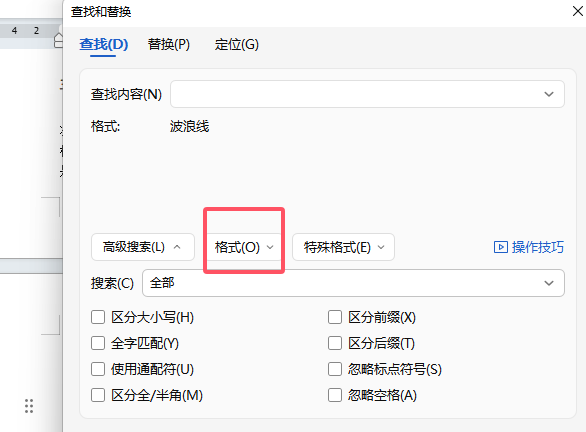 查找和替换
4 2
查找(D) 替换(P) 定位(G)
查找内容(N)
格式: 波浪线
高级搜索(L) 格式(O) 特殊格式(E) 操作技巧
搜索(C) 全部
区分大小写(H) 区分前缀(X)
全字匹配(Y) 区分后缀(T)
使用通配符(U) 忽略标点符号(S)
区分全/半角(M) 忽略空格(A)